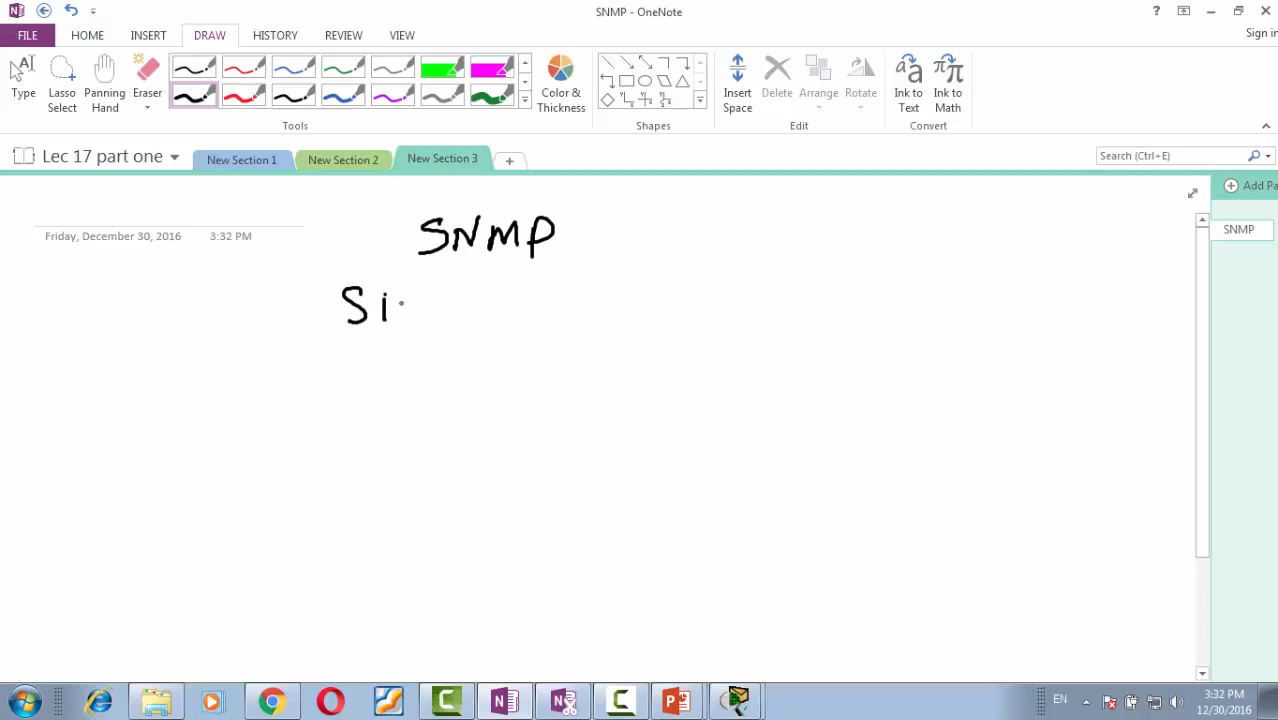 SNMP - OneNote
?
Sign in
FILE HOME INSERT DRAW HISTORY REVIEW VIEW
Type
Lasso Select
Panning Hand
Eraser
Color & Thickness
Insert Space
Delete
Arrange
Rotate
Ink to Text
Ink to Math
Tools
Shapes
Edit
Convert
Lec 17 part one
New Section 1
New Section 2
New Section 3
Search (Ctrl+E)
Add Pa
SNMP
Friday, December 30, 2016 3:32 PM
SNMP
Si
EN
3:32 PM
12/30/2016